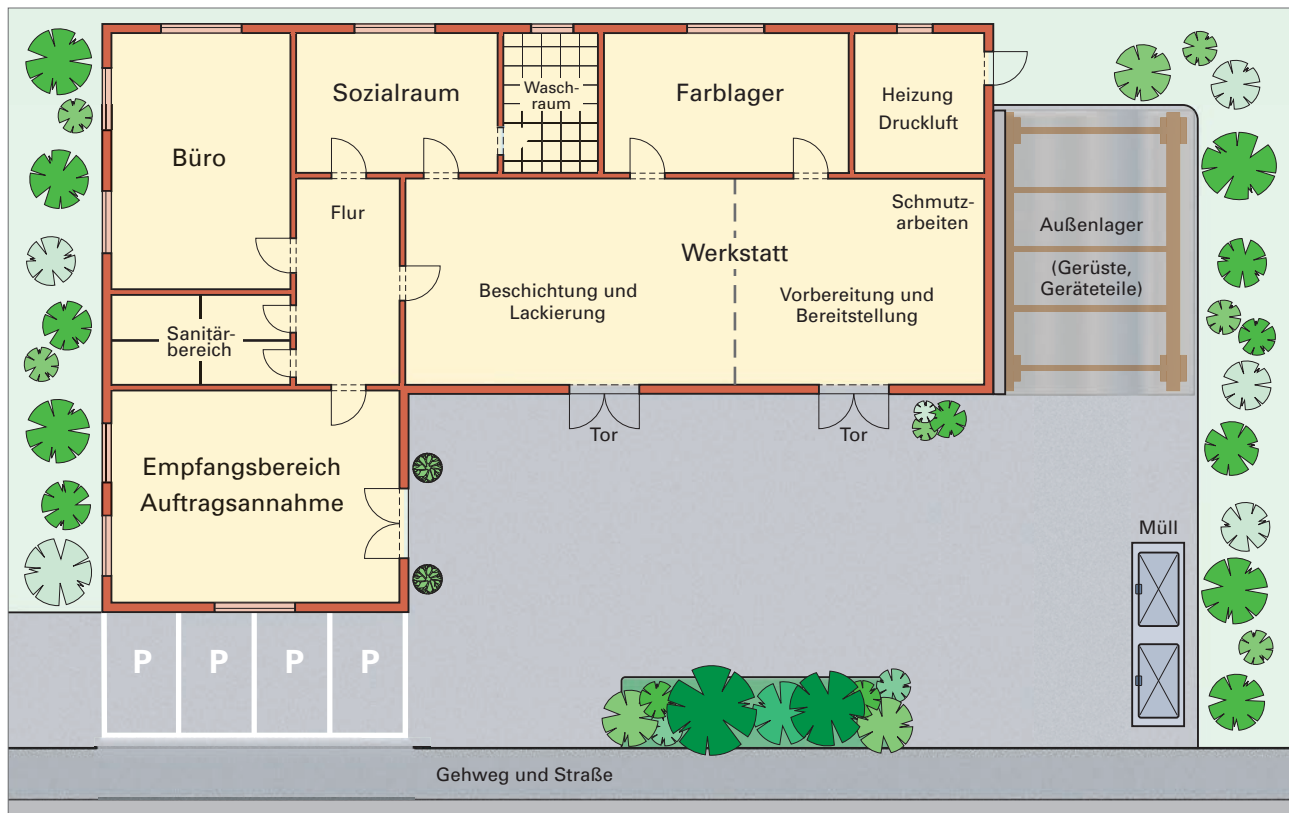 Büro
Sozialraum
Wasch-
raum
Farblager
Heizung
Druckluft
Flur
Schmutz-
arbeiten
Werkstatt
Beschichtung und
Lackierung
Vorbereitung und
Bereitstellung
Außenlager
(Gerüste,
Geräteteile)
Sanitär-
bereich
Tor
Tor
Empfangsbereich
Auftragsannahme
Müll
P
P
P
P
Gehweg und Straße